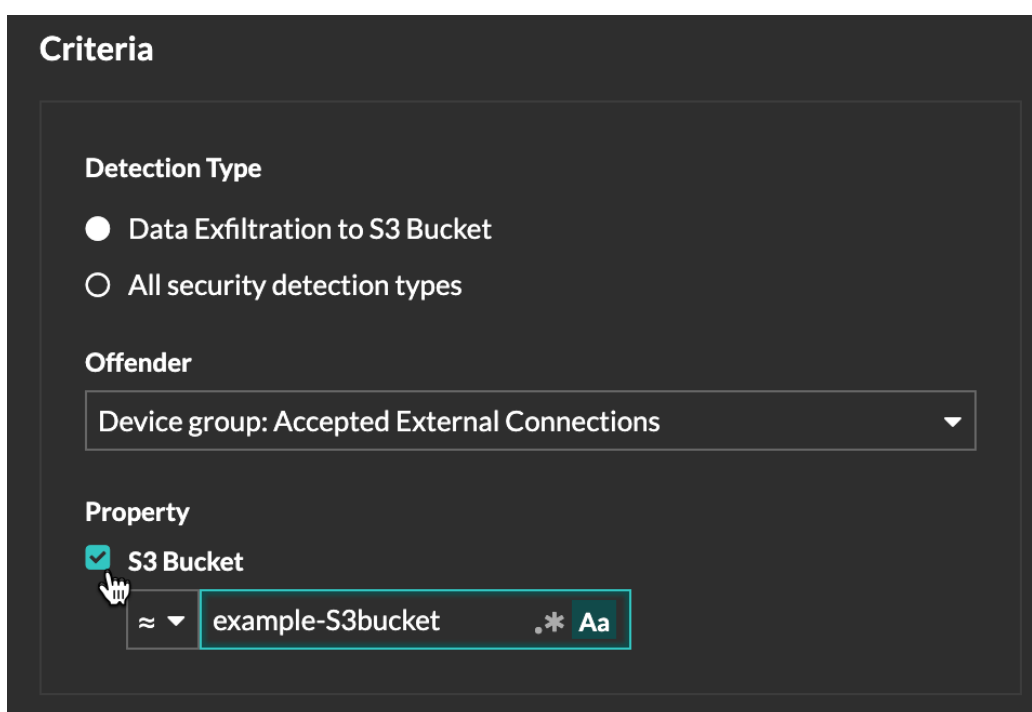 Criteria
Detection Type
Data Exfiltration to S3 Bucket
All security detection types
Offender
Device group: Accepted External Connections
Property
S3 Bucket
≈ example-S3bucket .* Aa